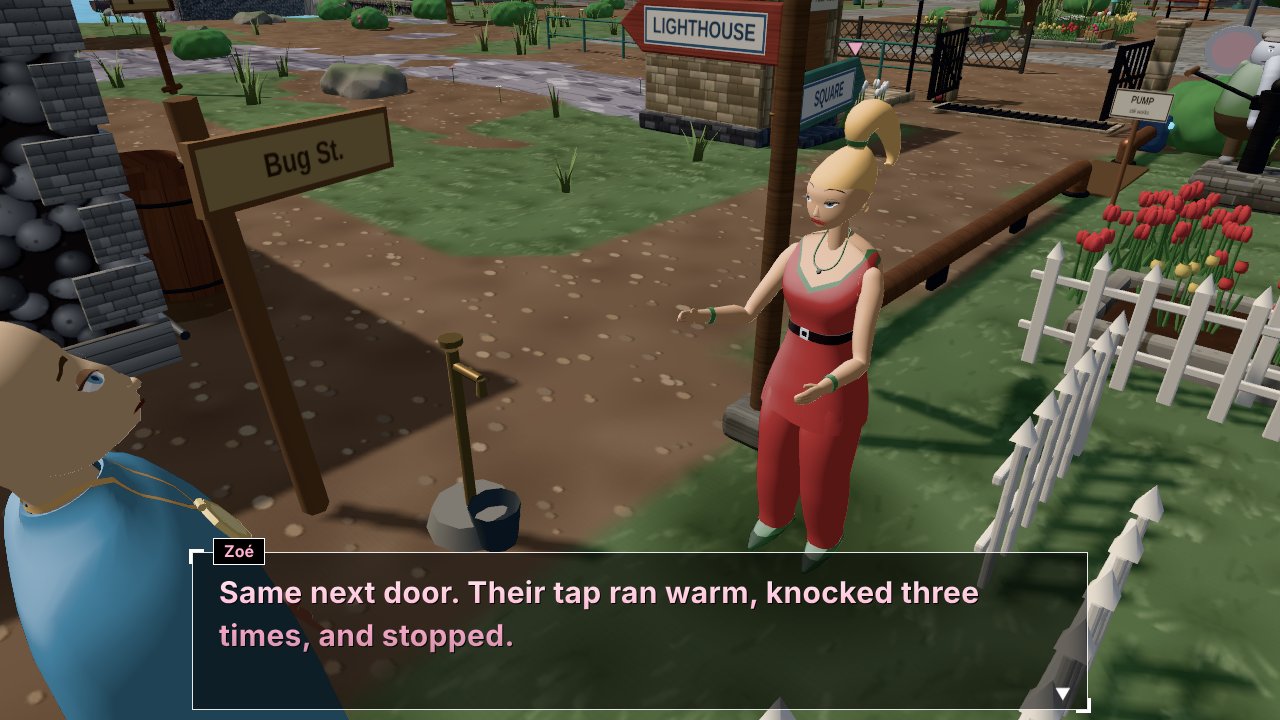 LIGHTHOUSE
SQUARE
PUMP
Bug St.
Zoé
Same next door. Their tap ran warm, knocked three
times, and stopped.